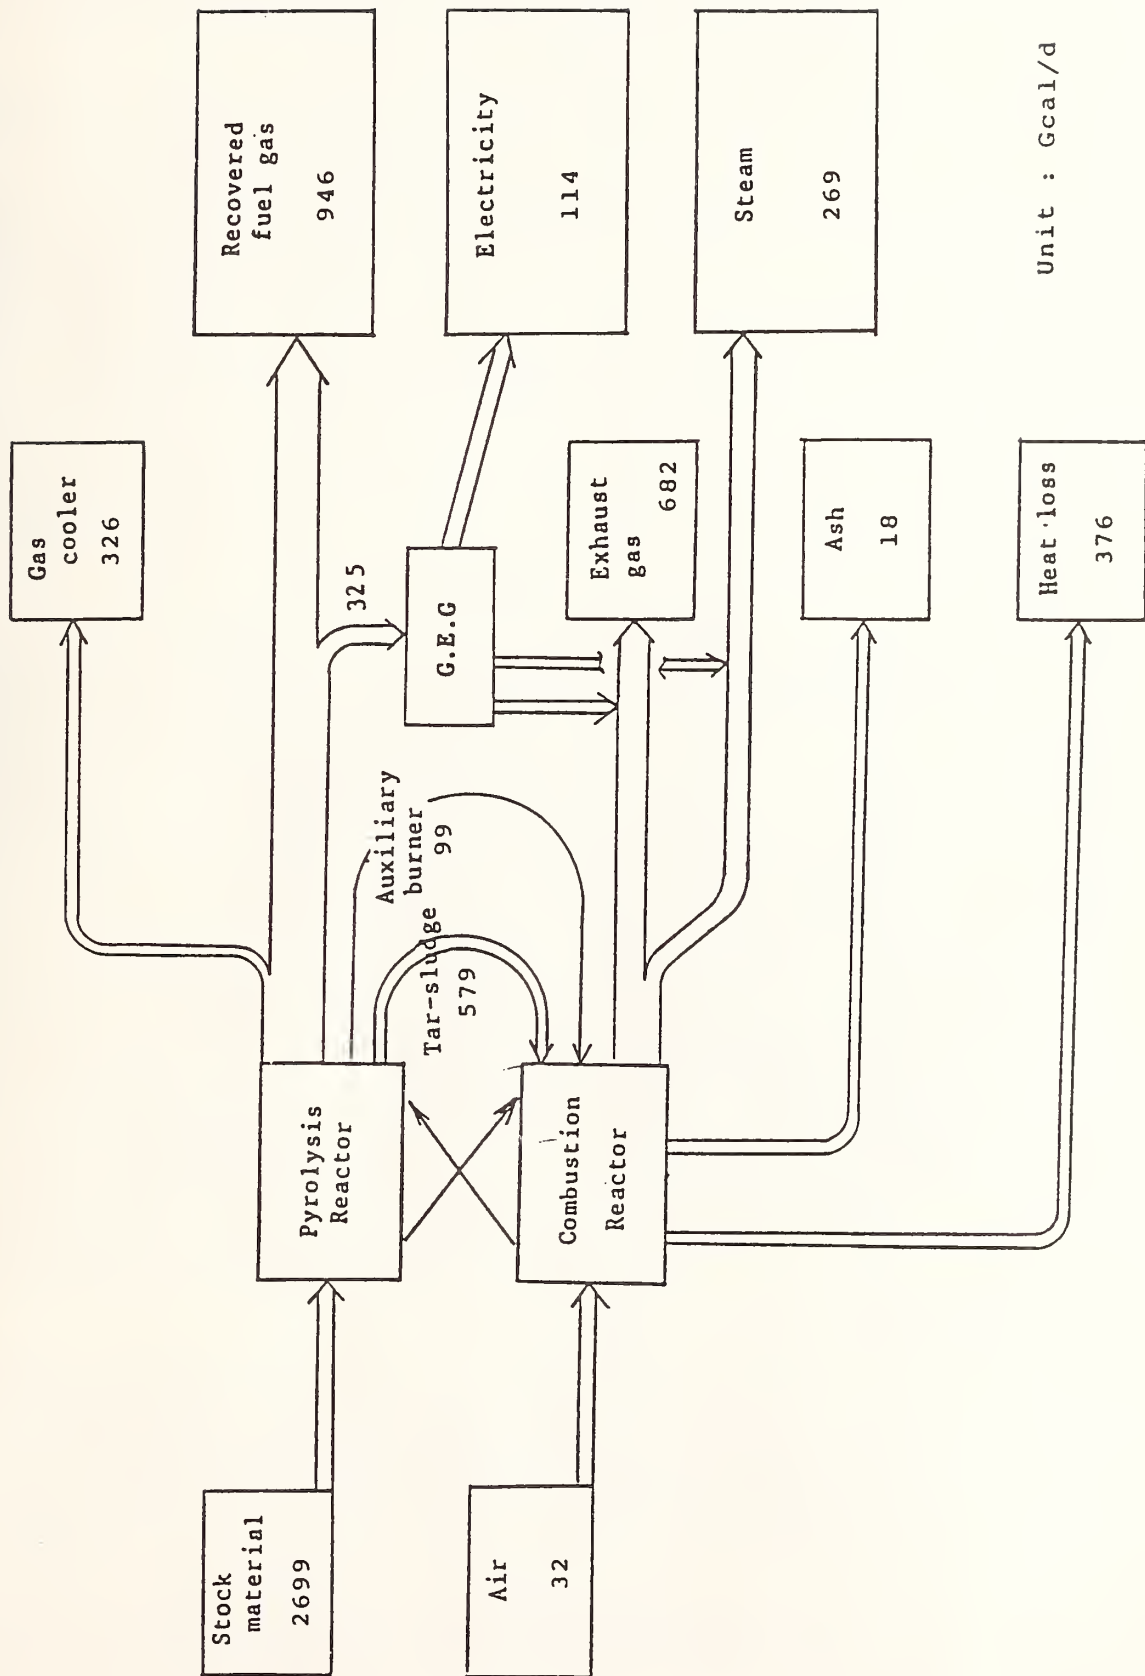 Stock
material
2699
Air
32
Pyrolysis
Reactor
Combustion
Reactor
Tar-sludge
579
Auxiliary
burner
99
325
G.E.G
Gas
cooler
326
Exhaust
gas
682
Ash
18
Heat loss
376
Recovered
fuel gas
946
Electricity
114
Steam
269
Unit : Gcal/d